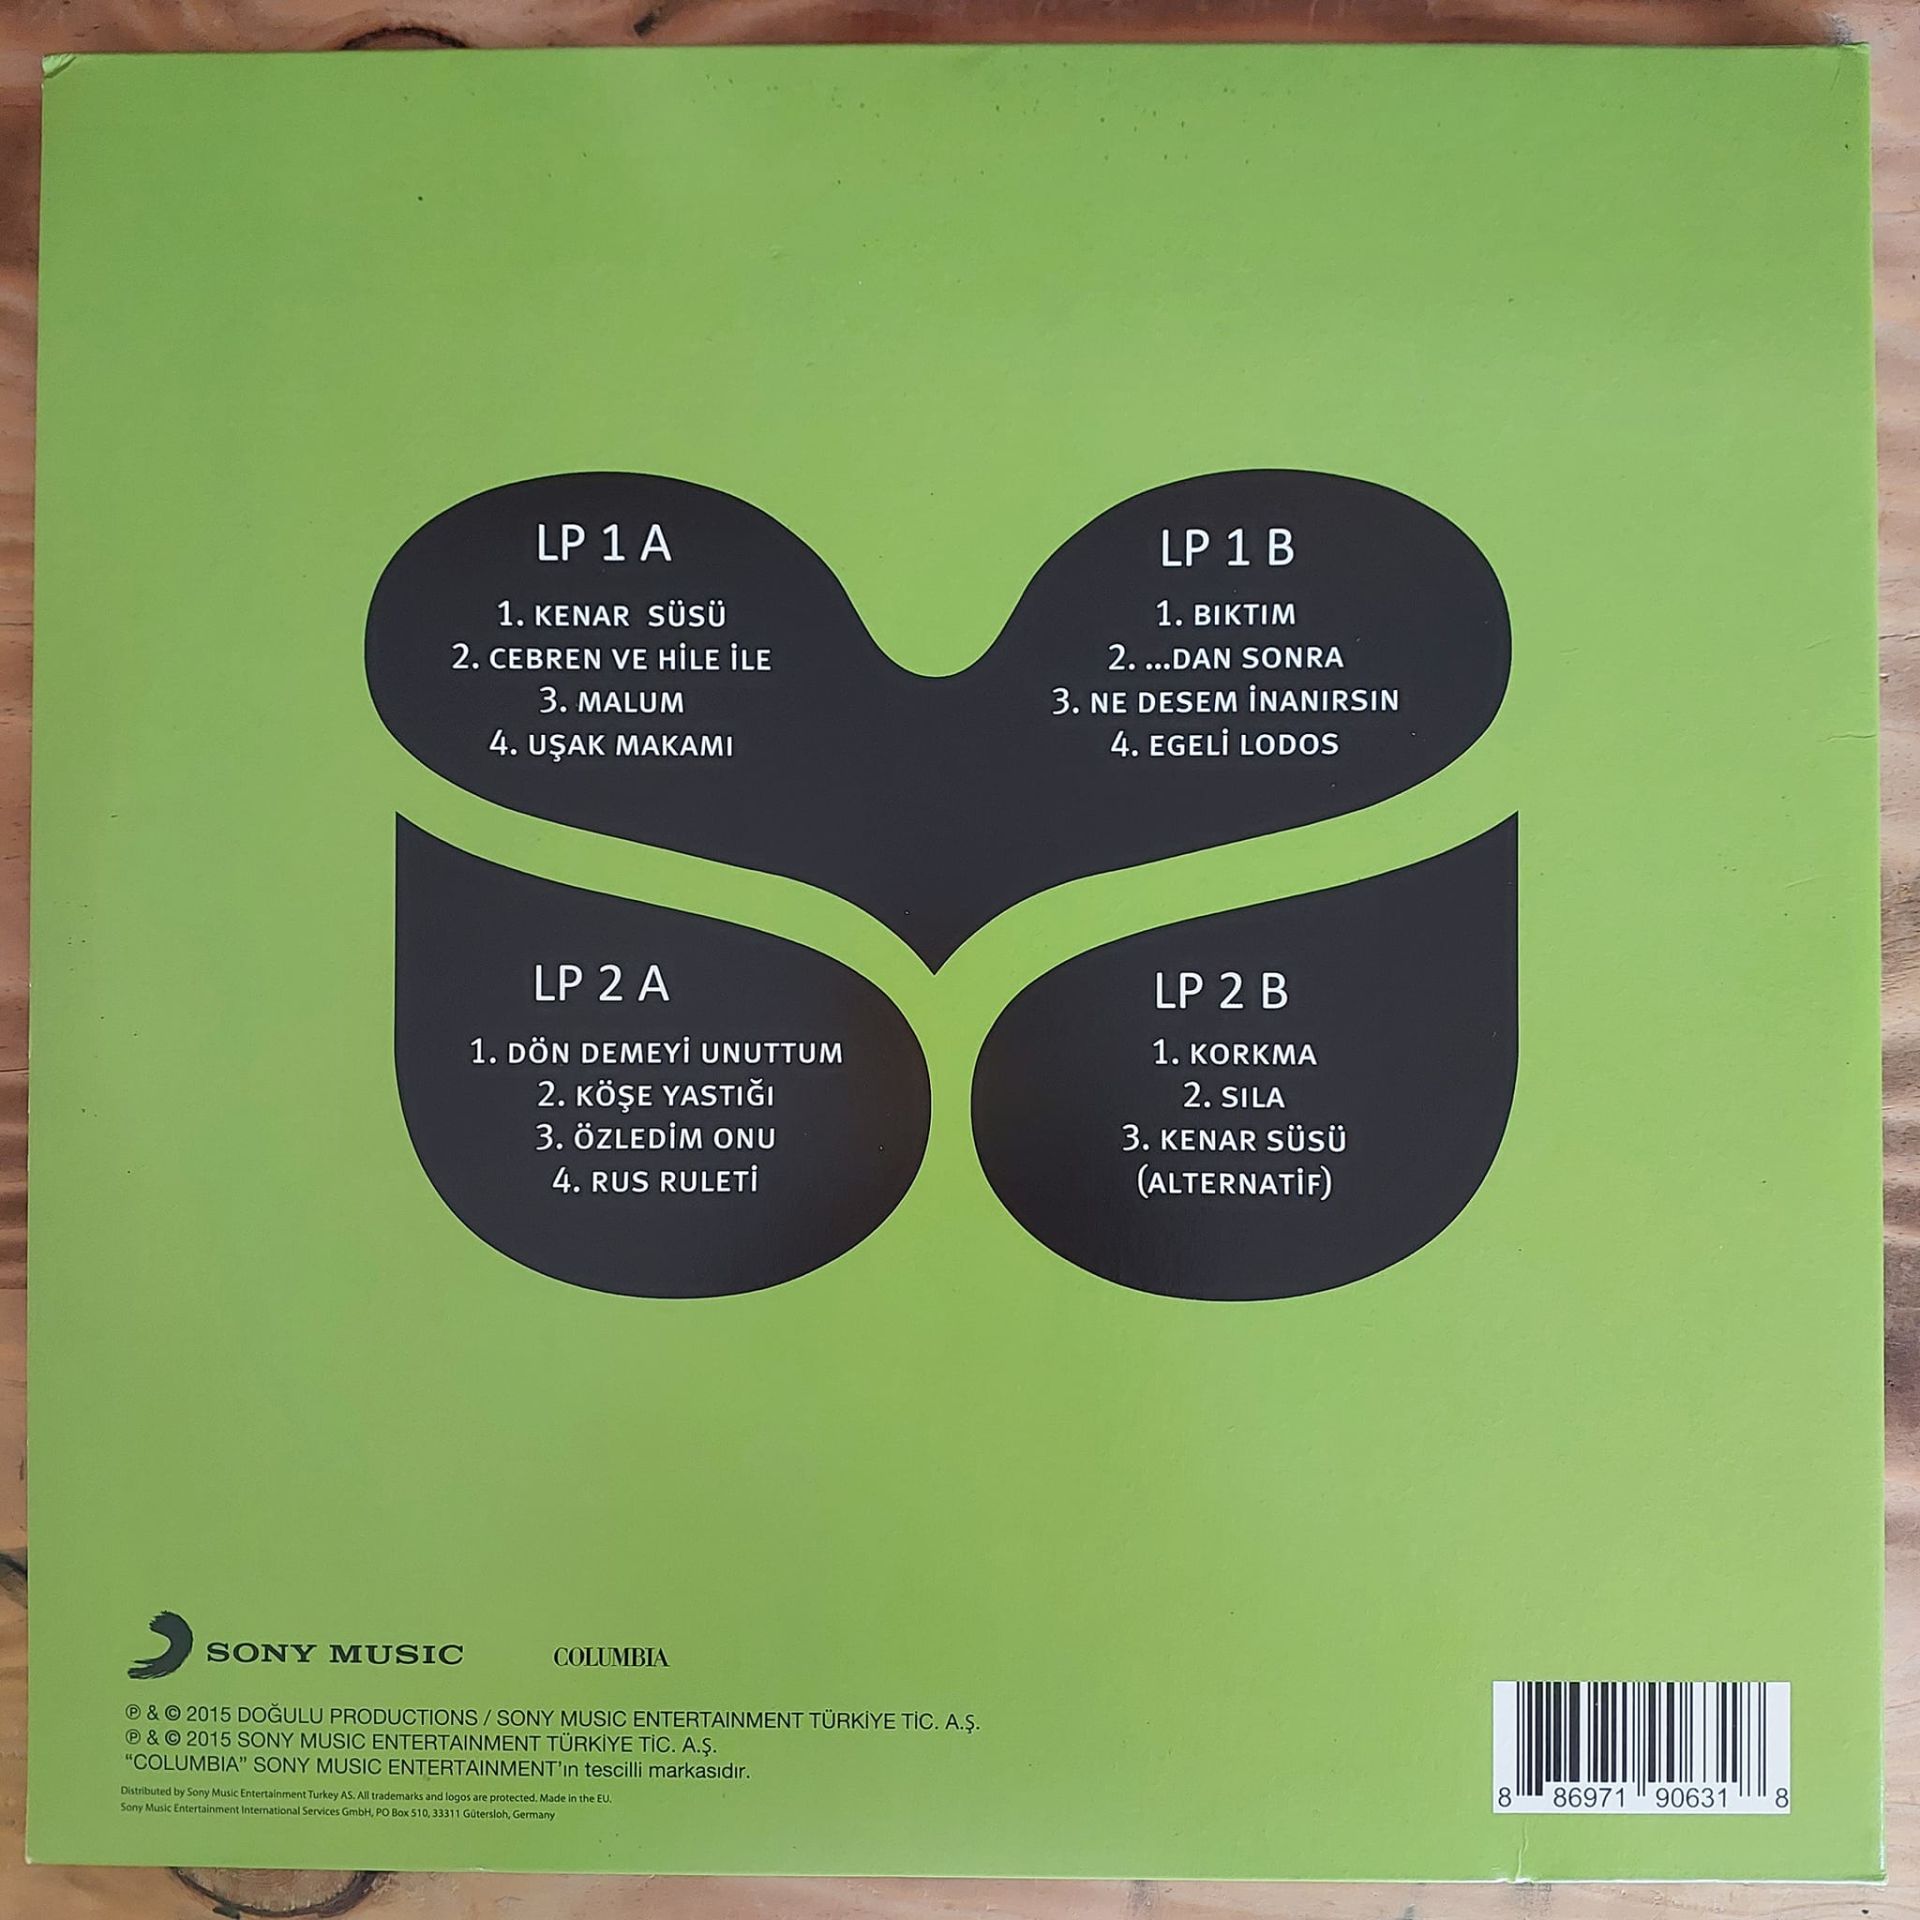 LP 1 A
1. KENAR SÜSÜ
2. CEBREN VE HİLE İLE
3. MALUM
4. UŞAK MAKAMI
LP 1 B
1. BIKTIM
2. ...DAN SONRA
3. NE DESEM İNANIRSIN
4. EGELİ LODOS
LP 2 A
1. DÖN DEMEYİ UNUTTUM
2. KÖŞE YASTIĞI
3. ÖZLEDİM ONU
4. RUS RULETİ
LP 2 B
1. KORKMA
2. SILA
3. KENAR SÜSÜ
(ALTERNATİF)
SONY MUSIC
COLUMBIA
℗ & © 2015 DOĞULU PRODUCTIONS / SONY MUSIC ENTERTAINMENT TÜRKİYE TİC. A.Ş.
℗ & © 2015 SONY MUSIC ENTERTAINMENT TÜRKİYE TİC. A.Ş.
“COLUMBIA” SONY MUSIC ENTERTAINMENT’ın tescilli markasıdır.
Distributed by Sony Music Entertainment Turkey AS. All trademarks and logos are protected. Made in the EU.
Sony Music Entertainment International Services GmbH, PO Box 510, 33311 Gütersloh, Germany
8 86971 90631 8